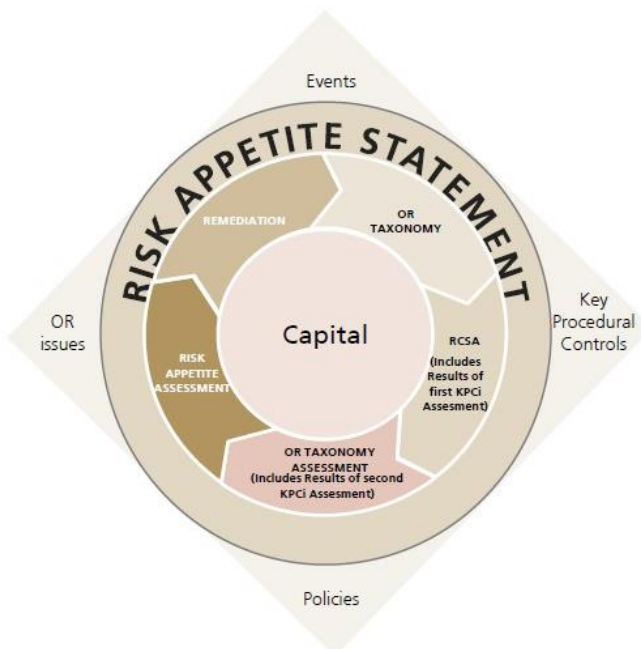 Events
RISK APPETITE STATEMENT
REMEDIATION
OR
TAXONOMY
OR
issues
Key
Procedural
Controls
Capital
RCSA
(Includes
Results of
first KPCi
Assesment)
RISK
APPETITE
ASSESSMENT
OR TAXONOMY
ASSESSMENT
(Includes Results of second
KPCi Assesment)
Policies